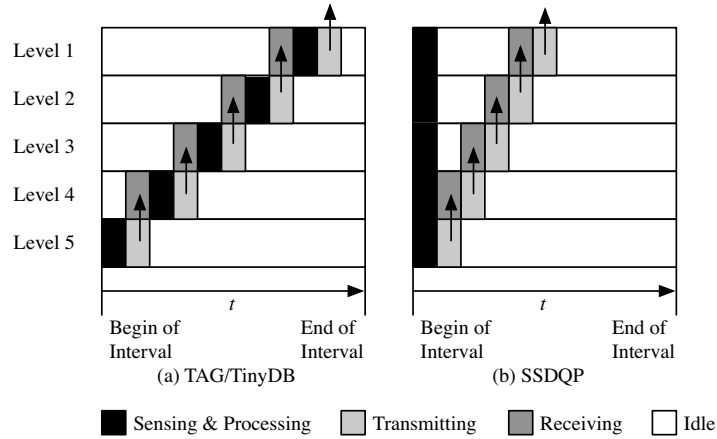 Level 1
Level 2
Level 3
Level 4
Level 5
t
Begin of
Interval
End of
Interval
(a) TAG/TinyDB
t
Begin of
Interval
End of
Interval
(b) SSDQP
Sensing & Processing
Transmitting
Receiving
Idle